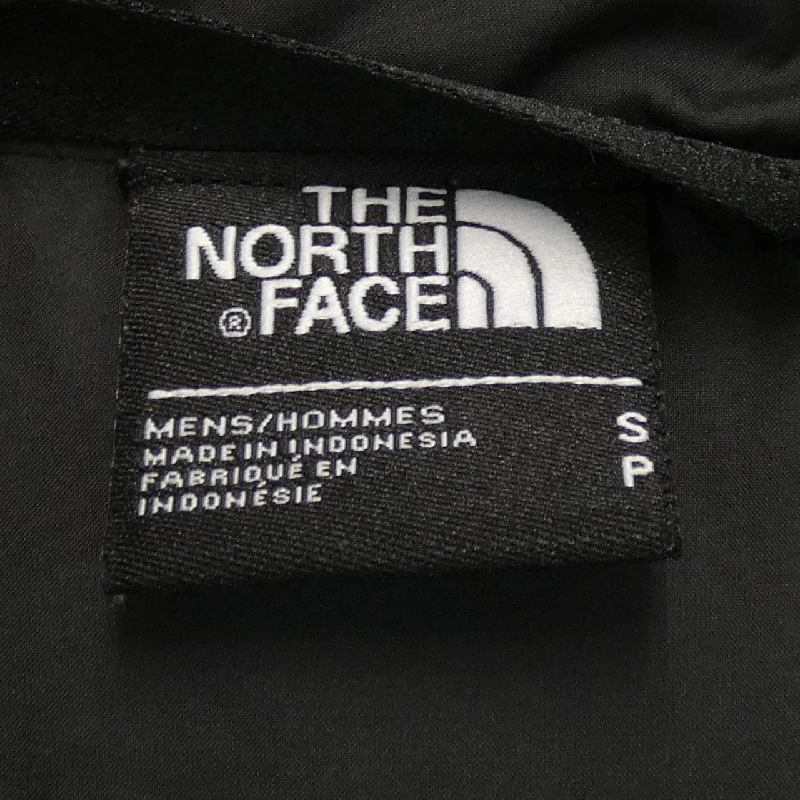 THE
NORTH
® FACE
MENS/HOMMES S
MADE IN INDONESIA
FABRIQUÉ EN P
INDONÉSIE